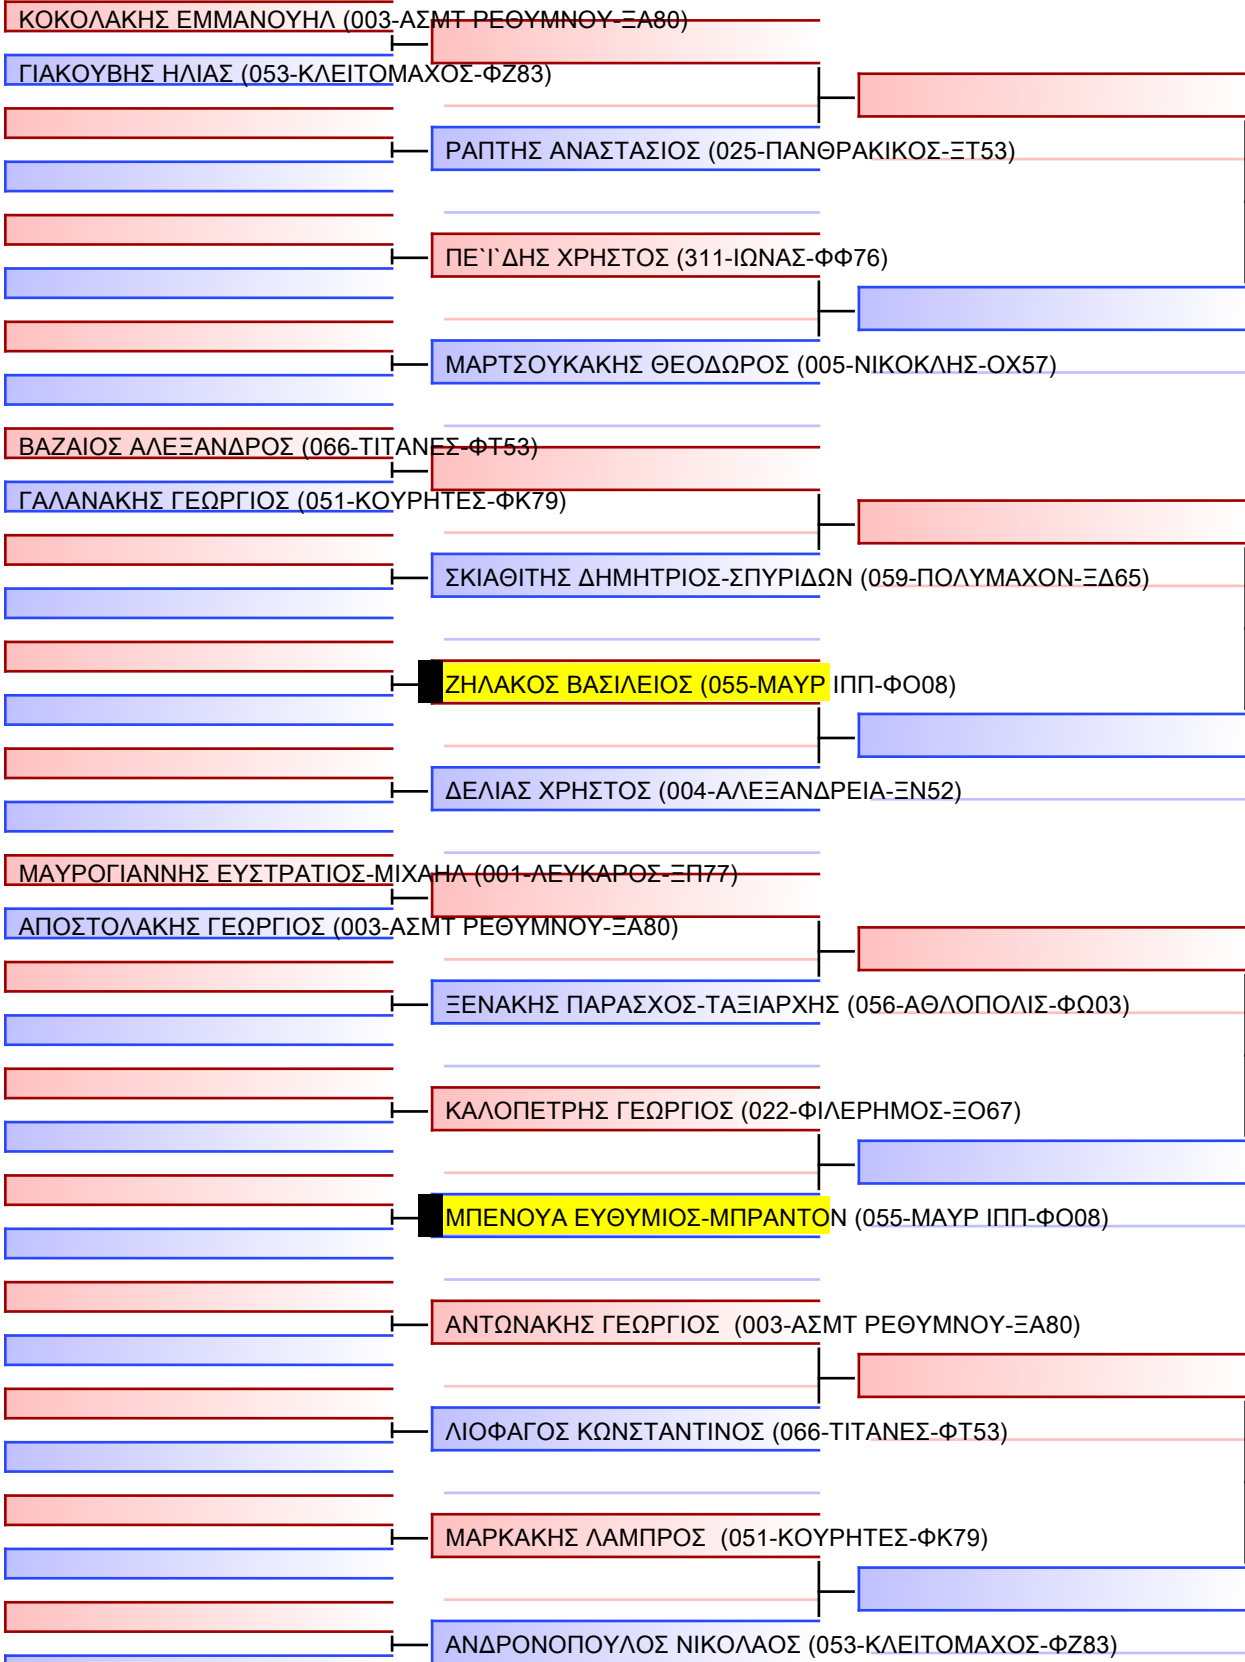 ΚΟΚΟΛΑΚΗΣ ΕΜΜΑΝΟΥΗΛ (003-ΑΣΜΤ ΡΕΘΥΜΝΟΥ-ΞΑ80)
ΓΙΑΚΟΥΒΗΣ ΗΛΙΑΣ (053-ΚΛΕΙΤΟΜΑΧΟΣ-ΦΖ83)
ΡΑΠΤΗΣ ΑΝΑΣΤΑΣΙΟΣ (025-ΠΑΝΘΡΑΚΙΚΟΣ-ΞΤ53)
ΠΕ`Ι`ΔΗΣ ΧΡΗΣΤΟΣ (311-ΙΩΝΑΣ-ΦΦ76)
ΜΑΡΤΣΟΥΚΑΚΗΣ ΘΕΟΔΩΡΟΣ (005-ΝΙΚΟΚΛΗΣ-ΟΧ57)
ΒΑΖΑΙΟΣ ΑΛΕΞΑΝΔΡΟΣ (066-ΤΙΤΑΝΕΣ-ΦΤ53)
ΓΑΛΑΝΑΚΗΣ ΓΕΩΡΓΙΟΣ (051-ΚΟΥΡΗΤΕΣ-ΦΚ79)
ΣΚΙΑΘΙΤΗΣ ΔΗΜΗΤΡΙΟΣ-ΣΠΥΡΙΔΩΝ (059-ΠΟΛΥΜΑΧΟΝ-ΞΔ65)
ΖΗΛΑΚΟΣ ΒΑΣΙΛΕΙΟΣ (055-ΜΑΥΡ ΙΠΠ-ΦΟ08)
ΔΕΛΙΑΣ ΧΡΗΣΤΟΣ (004-ΑΛΕΞΑΝΔΡΕΙΑ-ΞΝ52)
ΜΑΥΡΟΓΙΑΝΝΗΣ ΕΥΣΤΡΑΤΙΟΣ-ΜΙΧΑΗΛ (001-ΛΕΥΚΑΡΟΣ-ΞΠ77)
ΑΠΟΣΤΟΛΑΚΗΣ ΓΕΩΡΓΙΟΣ (003-ΑΣΜΤ ΡΕΘΥΜΝΟΥ-ΞΑ80)
ΞΕΝΑΚΗΣ ΠΑΡΑΣΧΟΣ-ΤΑΞΙΑΡΧΗΣ (056-ΑΘΛΟΠΟΛΙΣ-ΦΩ03)
ΚΑΛΟΠΕΤΡΗΣ ΓΕΩΡΓΙΟΣ (022-ΦΙΛΕΡΗΜΟΣ-ΞΟ67)
ΜΠΕΝΟΥΑ ΕΥΘΥΜΙΟΣ-ΜΠΡΑΝΤΟΝ (055-ΜΑΥΡ ΙΠΠ-ΦΟ08)
ΑΝΤΩΝΑΚΗΣ ΓΕΩΡΓΙΟΣ (003-ΑΣΜΤ ΡΕΘΥΜΝΟΥ-ΞΑ80)
ΛΙΟΦΑΓΟΣ ΚΩΝΣΤΑΝΤΙΝΟΣ (066-ΤΙΤΑΝΕΣ-ΦΤ53)
ΜΑΡΚΑΚΗΣ ΛΑΜΠΡΟΣ (051-ΚΟΥΡΗΤΕΣ-ΦΚ79)
ΑΝΔΡΟΝΟΠΟΥΛΟΣ ΝΙΚΟΛΑΟΣ (053-ΚΛΕΙΤΟΜΑΧΟΣ-ΦΖ83)